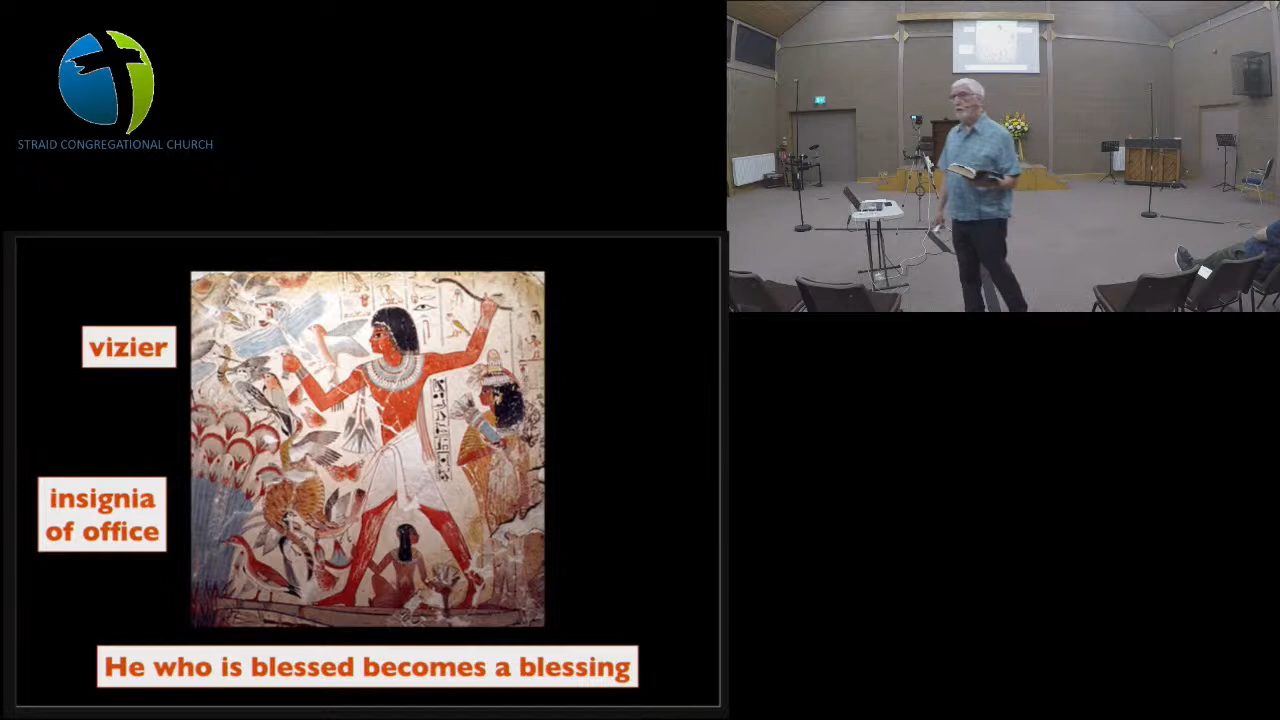 STRAID CONGREGATIONAL CHURCH
vizier
insignia
of office
He who is blessed becomes a blessing